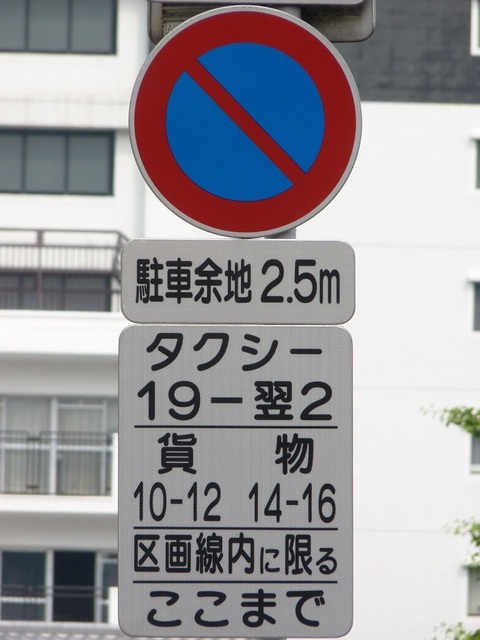 駐車余地 2.5m
タクシー
19-翌2
貨 物
10-12 14-16
区画線内に限る
ここまで